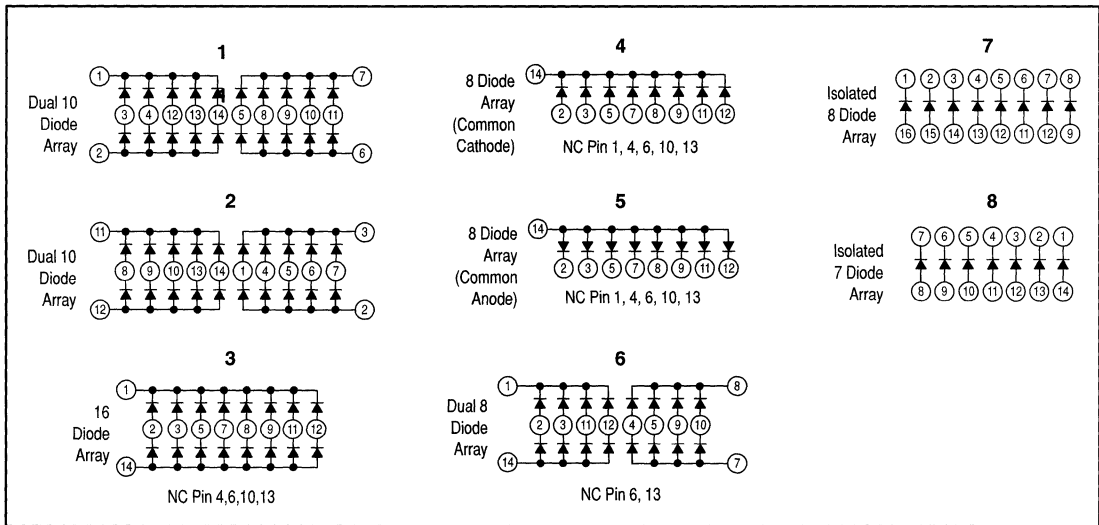 1
1 7
Dual 10
Diode
Array
3 4 12 13 14 5 8 9 10 11
2 6
2
11 3
Dual 10
Diode
Array
8 9 10 13 14 1 4 5 6 7
12 2
3
1
16
Diode
Array
2 3 5 7 8 9 11 12
14
NC Pin 4,6,10,13
4
14
8 Diode
Array
(Common
Cathode)
2 3 5 7 8 9 11 12
NC Pin 1, 4, 6, 10, 13
5
14
8 Diode
Array
(Common
Anode)
2 3 5 7 8 9 11 12
NC Pin 1, 4, 6, 10, 13
6
1 8
Dual 8
Diode
Array
2 3 11 12 4 5 9 10
14 7
NC Pin 6, 13
7
1 2 3 4 5 6 7 8
Isolated
8 Diode
Array
16 15 14 13 12 11 12 9
8
7 6 5 4 3 2 1
Isolated
7 Diode
Array
8 9 10 11 12 13 14